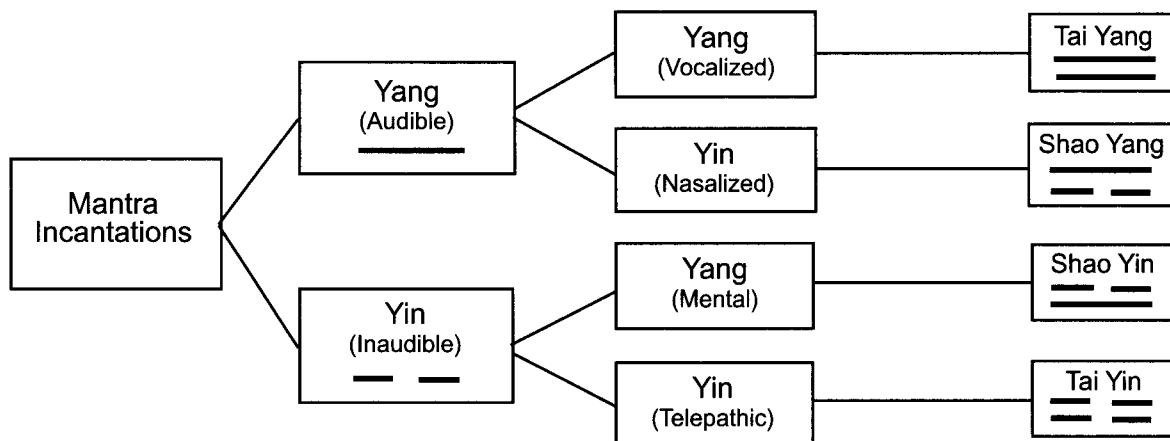 Mantra
Incantations
Yang
(Audible)
Yin
(Inaudible)
Yang
(Vocalized)
Yin
(Nasalized)
Yang
(Mental)
Yin
(Telepathic)
Tai Yang
Shao Yang
Shao Yin
Tai Yin